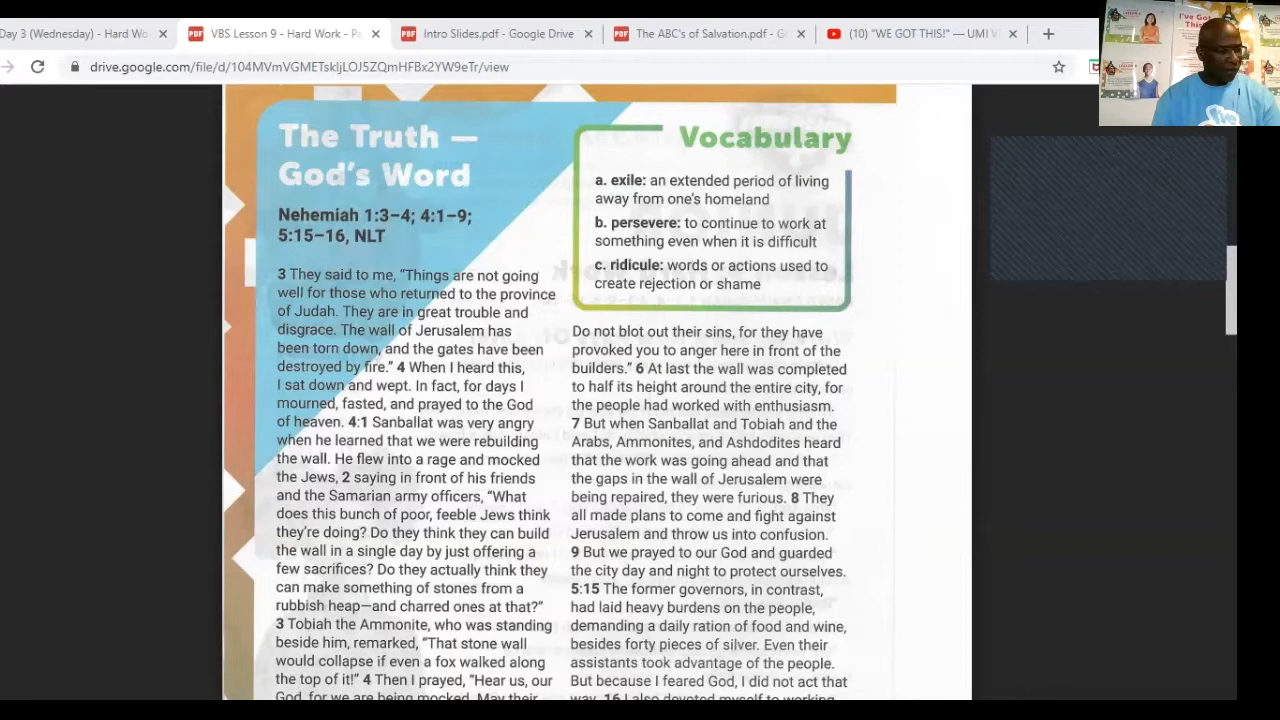 Day 3 (Wednesday) - Hard Wo
VBS Lesson 9 - Hard Work - Pa
Intro Slides.pdf - Google Drive
The ABC's of Salvation.pdf - G
(10) "WE GOT THIS!" — UMI V
drive.google.com/file/d/104MVmVGMETskIjLOJ5ZQmHFBx2YW9eTr/view
I've Got
The Truth —
God's Word
Nehemiah 1:3–4; 4:1–9;
5:15–16, NLT
3 They said to me, "Things are not going
well for those who returned to the province
of Judah. They are in great trouble and
disgrace. The wall of Jerusalem has
been torn down, and the gates have been
destroyed by fire." 4 When I heard this,
I sat down and wept. In fact, for days I
mourned, fasted, and prayed to the God
of heaven. 4:1 Sanballat was very angry
when he learned that we were rebuilding
the wall. He flew into a rage and mocked
the Jews, 2 saying in front of his friends
and the Samarian army officers, "What
does this bunch of poor, feeble Jews think
they're doing? Do they think they can build
the wall in a single day by just offering a
few sacrifices? Do they actually think they
can make something of stones from a
rubbish heap—and charred ones at that?"
3 Tobiah the Ammonite, who was standing
beside him, remarked, "That stone wall
would collapse if even a fox walked along
the top of it!" 4 Then I prayed, "Hear us, our
God, for we are being mocked. May their
Vocabulary
a. exile: an extended period of living
away from one's homeland
b. persevere: to continue to work at
something even when it is difficult
c. ridicule: words or actions used to
create rejection or shame
Do not blot out their sins, for they have
provoked you to anger here in front of the
builders." 6 At last the wall was completed
to half its height around the entire city, for
the people had worked with enthusiasm.
7 But when Sanballat and Tobiah and the
Arabs, Ammonites, and Ashdodites heard
that the work was going ahead and that
the gaps in the wall of Jerusalem were
being repaired, they were furious. 8 They
all made plans to come and fight against
Jerusalem and throw us into confusion.
9 But we prayed to our God and guarded
the city day and night to protect ourselves.
5:15 The former governors, in contrast,
had laid heavy burdens on the people,
demanding a daily ration of food and wine,
besides forty pieces of silver. Even their
assistants took advantage of the people.
But because I feared God, I did not act that
way. 16 I also devoted myself to working